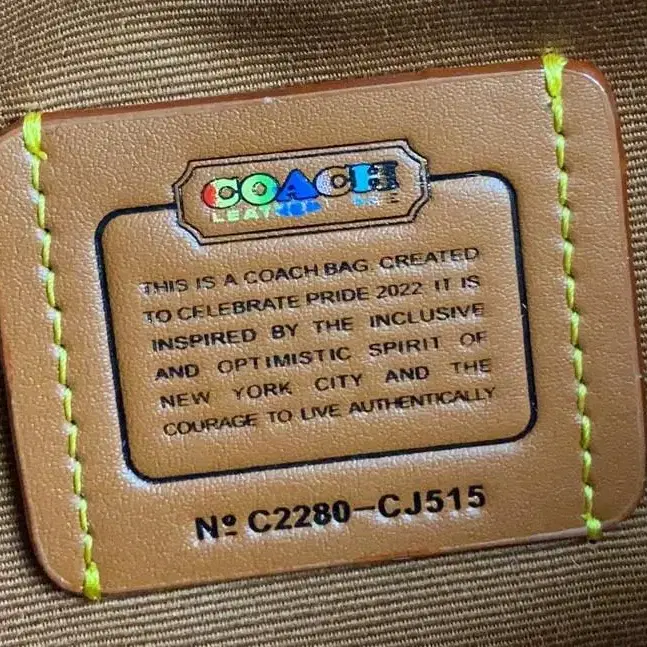 COACH
LEATHER
THIS IS A COACH BAG CREATED
TO CELEBRATE PRIDE 2022 IT IS
INSPIRED BY THE INCLUSIVE
AND OPTIMISTIC SPIRIT OF
NEW YORK CITY AND THE
COURAGE TO LIVE AUTHENTICALLY
Nº C2280-CJ515